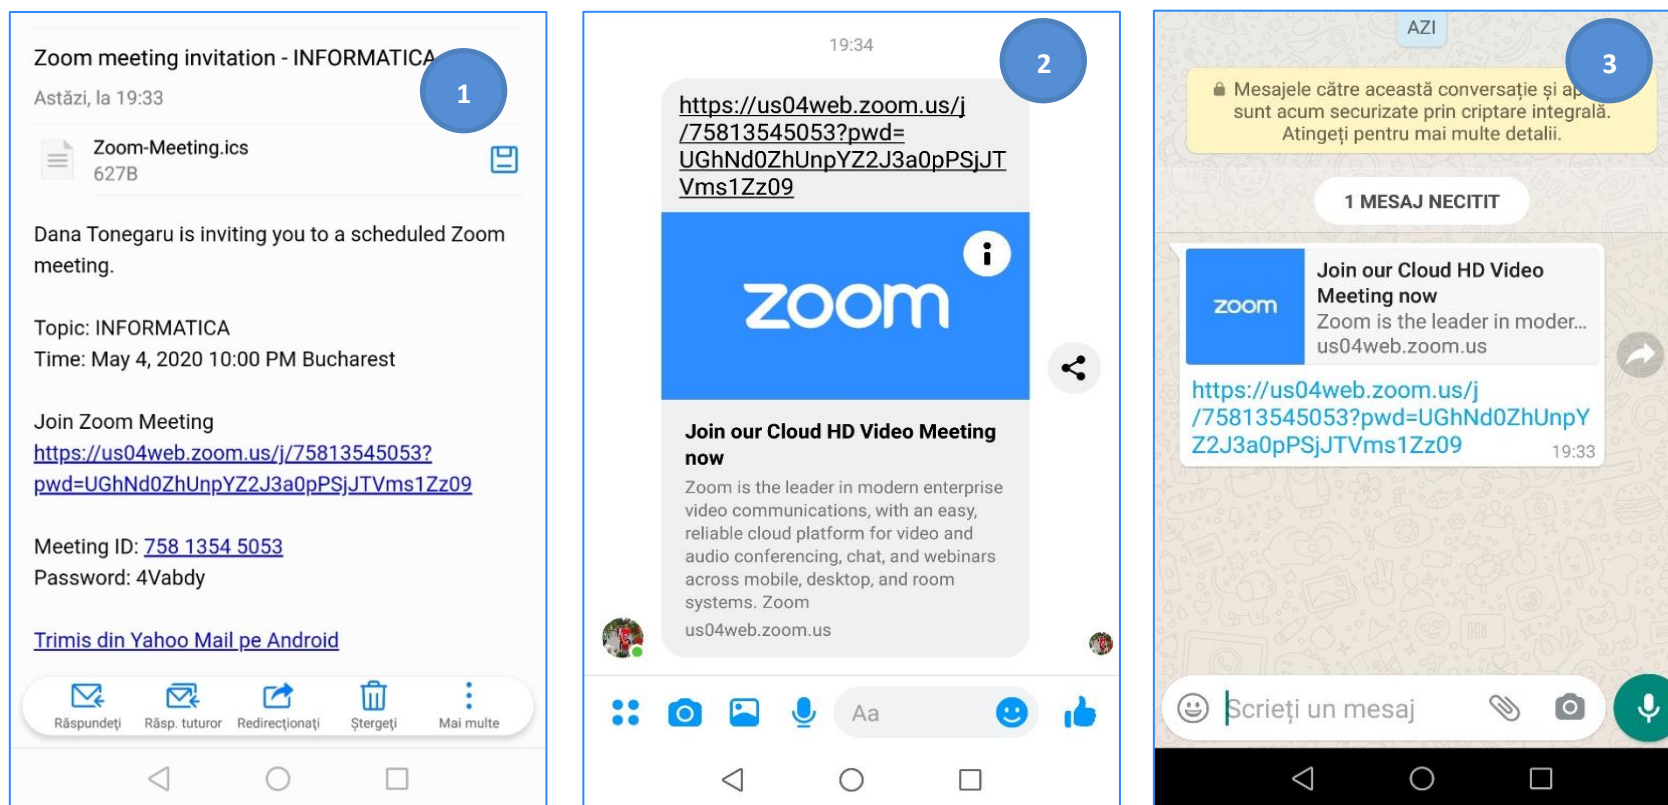 Zoom meeting invitation - INFORMATICA
1
Astăzi, la 19:33
Zoom-Meeting.ics
627B
Dana Tonegaru is inviting you to a scheduled Zoom
meeting.
Topic: INFORMATICA
Time: May 4, 2020 10:00 PM Bucharest
Join Zoom Meeting
https://us04web.zoom.us/j/75813545053?
pwd=UGhNd0ZhUnpYZ2J3a0pPSjJTVms1Zz09
Meeting ID: 758 1354 5053
Password: 4Vabdy
Trimis din Yahoo Mail pe Android
Răspundeți
Răsp. tuturor
Redirecționați
Ștergeți
Mai multe
19:34
2
https://us04web.zoom.us/j
/75813545053?pwd=
UGhNd0ZhUnpYZ2J3a0pPSjJT
Vms1Zz09
zoom
Join our Cloud HD Video Meeting
now
Zoom is the leader in modern enterprise
video communications, with an easy,
reliable cloud platform for video and
audio conferencing, chat, and webinars
across mobile, desktop, and room
systems. Zoom
us04web.zoom.us
Aa
AZI
3
Mesajele către această conversație și
sunt acum securizate prin criptare integrală.
Atingeți pentru mai multe detalii.
1 MESAJ NECITIT
zoom
Join our Cloud HD Video
Meeting now
Zoom is the leader in moder...
us04web.zoom.us
https://us04web.zoom.us/j
/75813545053?pwd=UGhNd0ZhUnpY
Z2J3a0pPSjJTVms1Zz09
19:33
Scrieți un mesaj